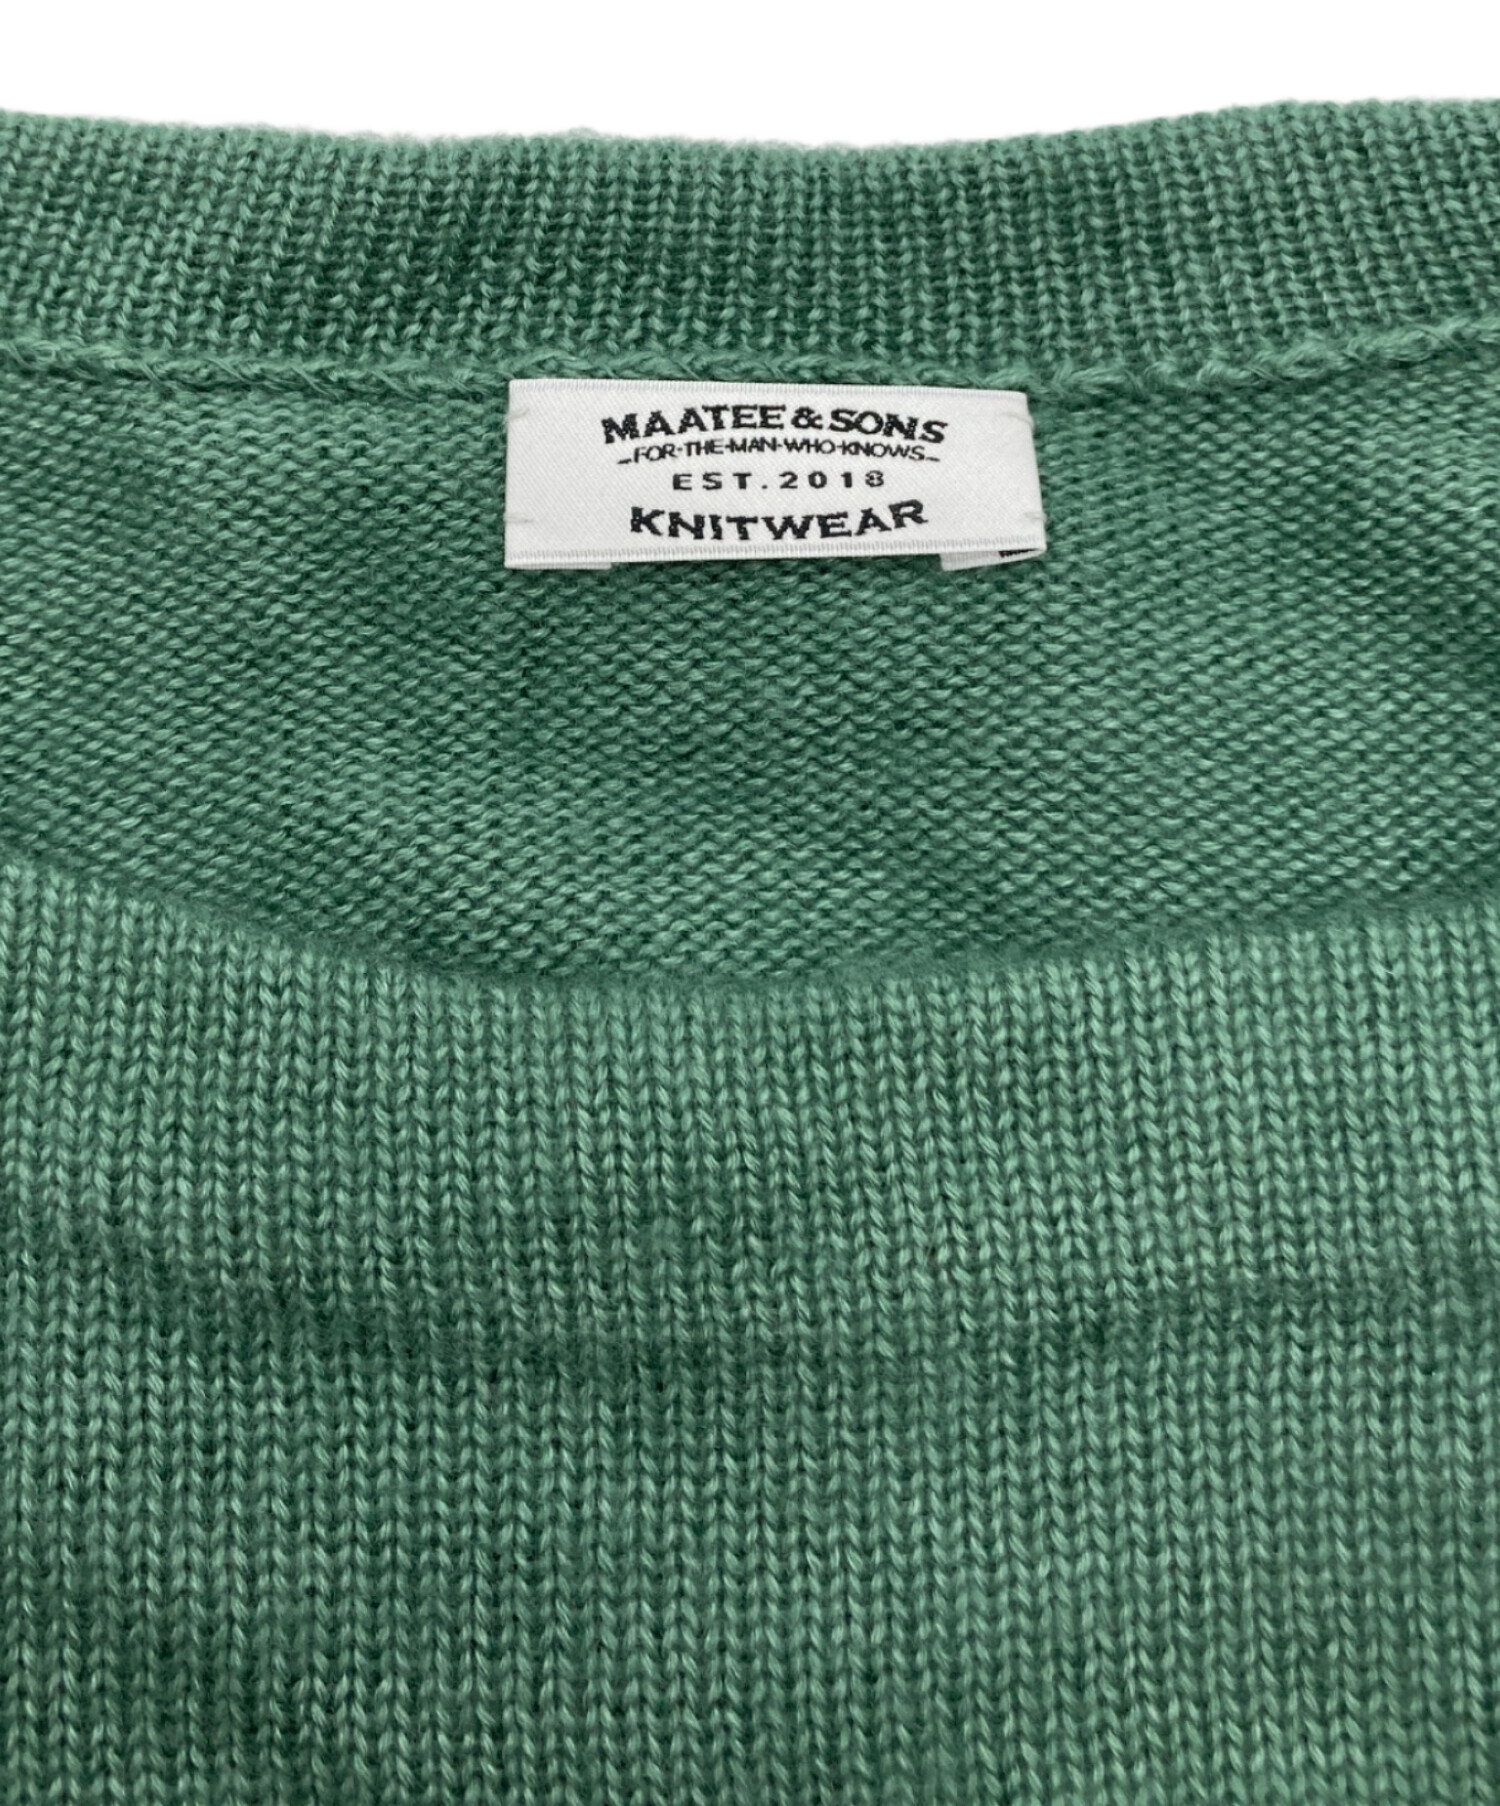 MAATEE & SONS
-FOR-THE-MAN-WHO-KNOWS-
EST.2018
KNITWEAR